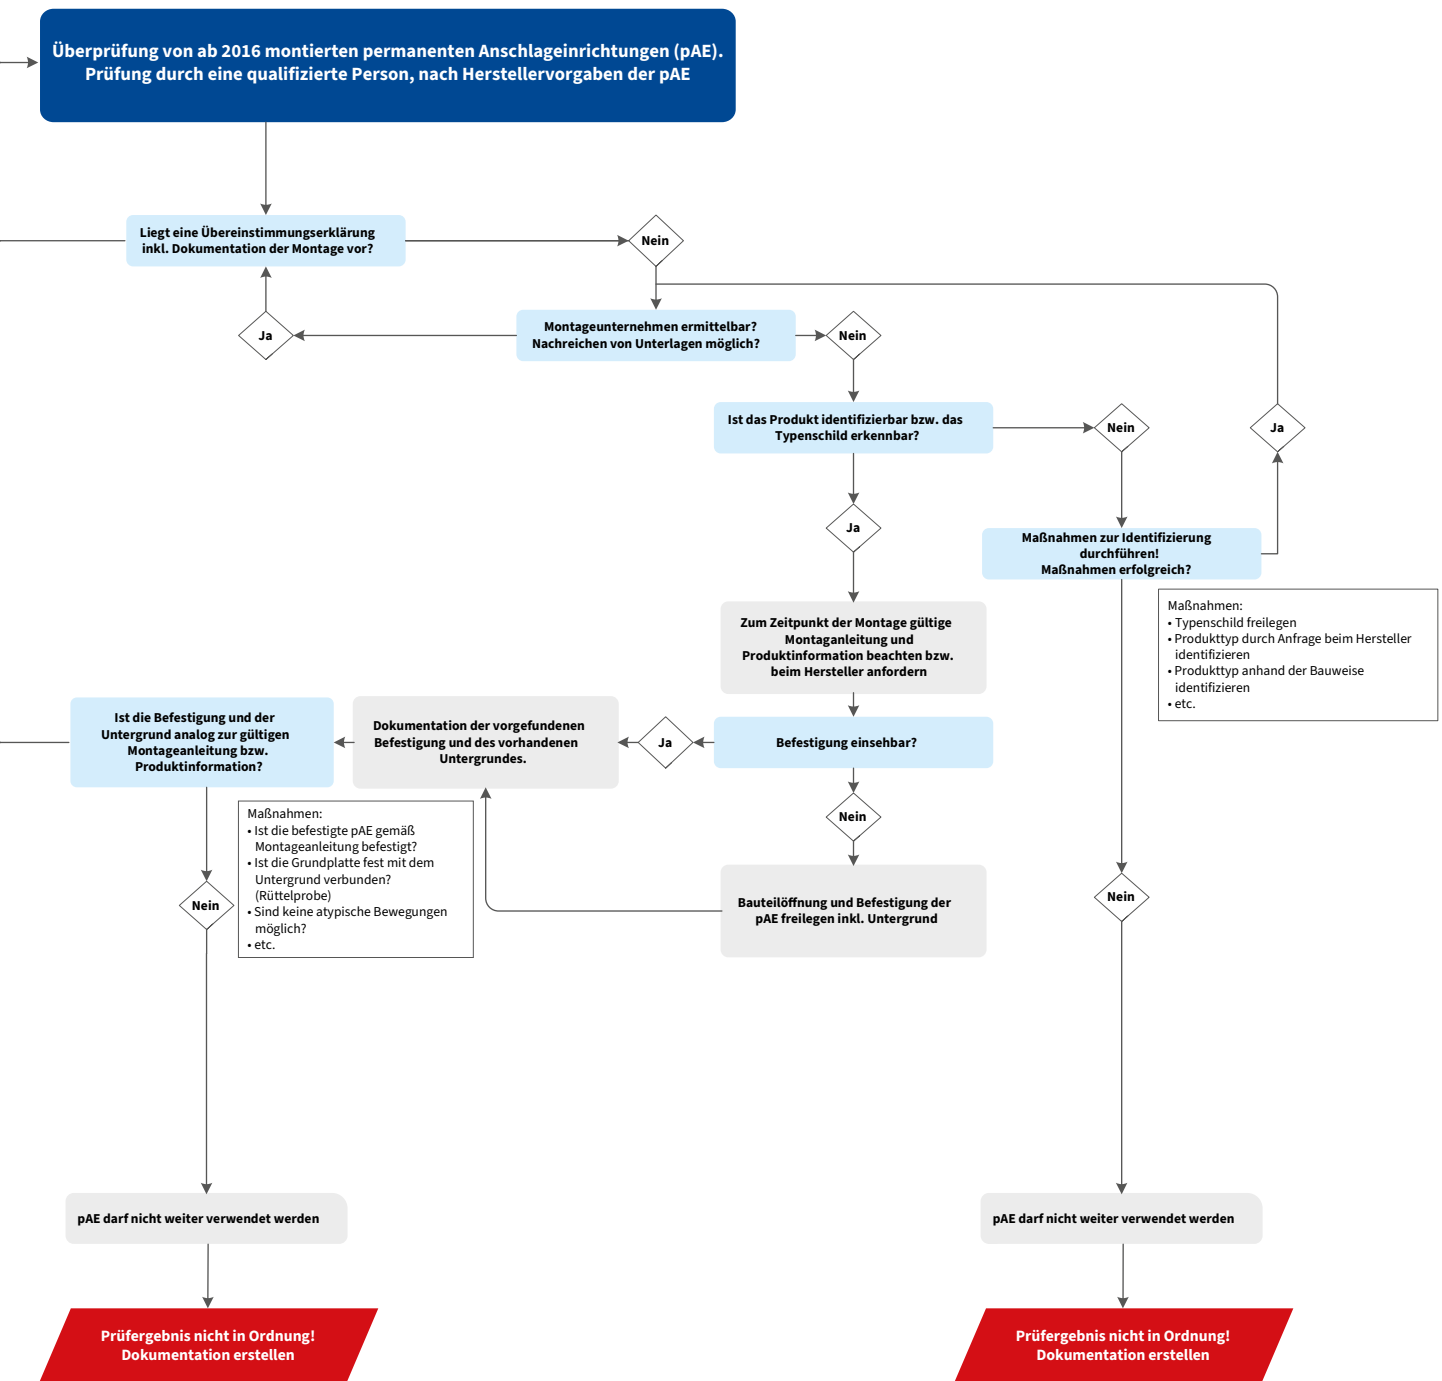 Überprüfung von ab 2016 montierten permanenten Anschlageinrichtungen (pAE).
Prüfung durch eine qualifizierte Person, nach Herstellervorgaben der pAE
Liegt eine Übereinstimmungserklärung
inkl. Dokumentation der Montage vor?
Nein
Ja
Montageunternehmen ermittelbar?
Nachreichen von Unterlagen möglich?
Nein
Ist das Produkt identifizierbar bzw. das
Typenschild erkennbar?
Nein
Ja
Ja
Maßnahmen zur Identifizierung
durchführen!
Maßnahmen erfolgreich?
Maßnahmen:
• Typenschild freilegen
• Produkttyp durch Anfrage beim Hersteller
identifizieren
• Produkttyp anhand der Bauweise
identifizieren
• etc.
Zum Zeitpunkt der Montage gültige
Montaganleitung und
Produktinformation beachten bzw.
beim Hersteller anfordern
Ist die Befestigung und der
Untergrund analog zur gültigen
Montageanleitung bzw.
Produktinformation?
Dokumentation der vorgefundenen
Befestigung und des vorhandenen
Untergrundes.
Ja
Befestigung einsehbar?
Nein
Maßnahmen:
• Ist die befestigte pAE gemäß
Montageanleitung befestigt?
• Ist die Grundplatte fest mit dem
Untergrund verbunden?
(Rüttelprobe)
• Sind keine atypische Bewegungen
möglich?
• etc.
Nein
Bauteilöffnung und Befestigung der
pAE freilegen inkl. Untergrund
Nein
pAE darf nicht weiter verwendet werden
pAE darf nicht weiter verwendet werden
Prüfergebnis nicht in Ordnung!
Dokumentation erstellen
Prüfergebnis nicht in Ordnung!
Dokumentation erstellen